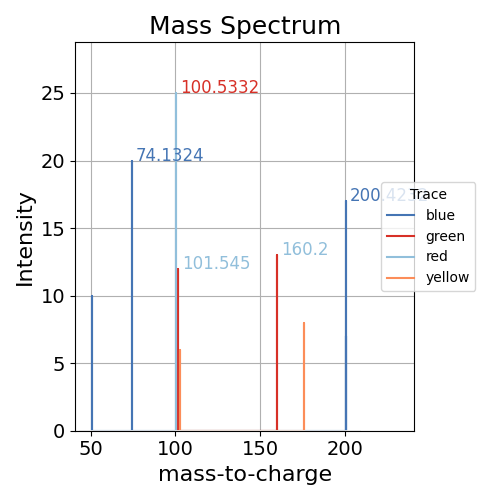 Mass Spectrum
100.5332
74.1324
200.4
160.2
101.545
Trace
blue
green
red
yellow
Intensity
25
20
15
10
5
0
50 100 150 200
mass-to-charge